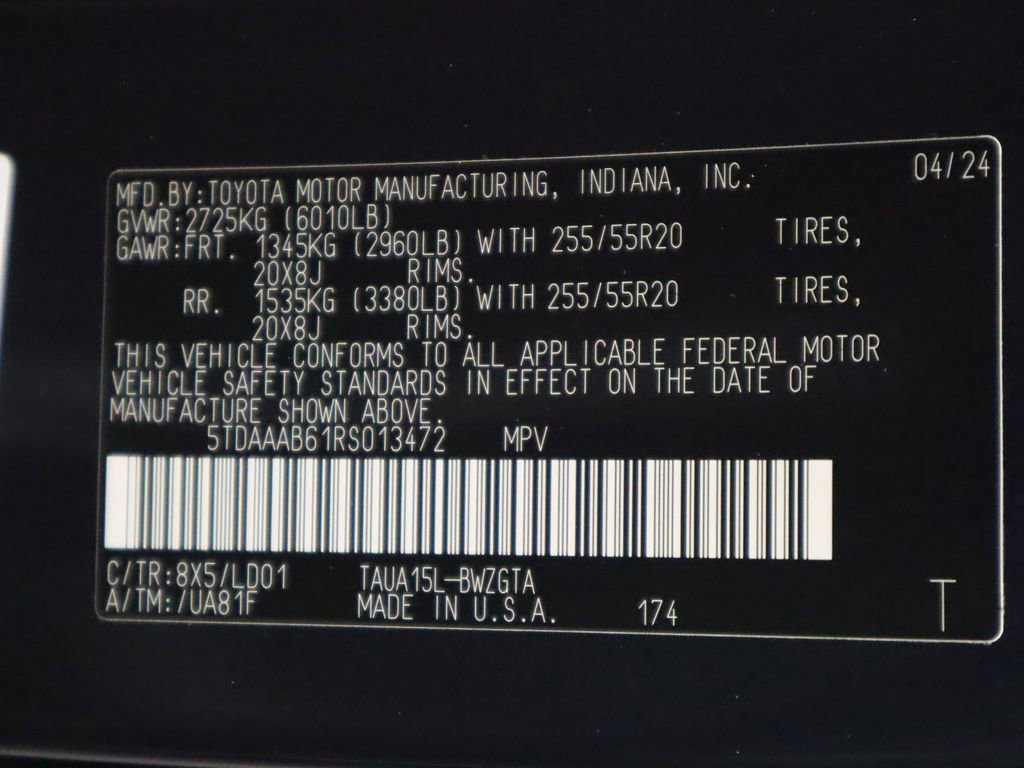 04/24
MFD.BY:TOYOTA MOTOR MANUFACTURING, INDIANA, INC.
GVWR:2725KG (6010LB)
GAWR:FRT. 1345KG (2960LB) WITH 255/55R20 TIRES,
20X8J RIMS.
RR. 1535KG (3380LB) WITH 255/55R20 TIRES,
20X8J RIMS.
THIS VEHICLE CONFORMS TO ALL APPLICABLE FEDERAL MOTOR
VEHICLE SAFETY STANDARDS IN EFFECT ON THE DATE OF
MANUFACTURE SHOWN ABOVE.
5TDAAAB61RS013472 MPV
C/TR:8X5/LD01 TAUA15L-BWZGTA
A/TM:/UA81F MADE IN U.S.A. 174 T